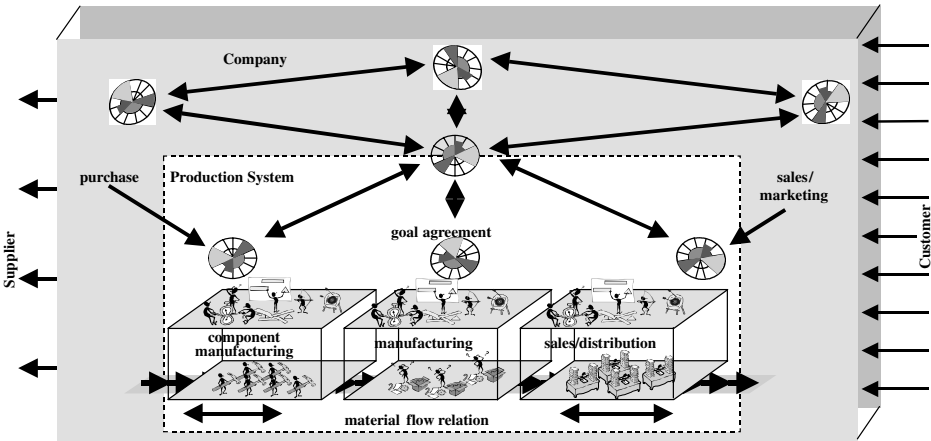 Company
purchase
Production System
sales/
marketing
goal agreement
Supplier
Customer
component
manufacturing
manufacturing
sales/distribution
material flow relation